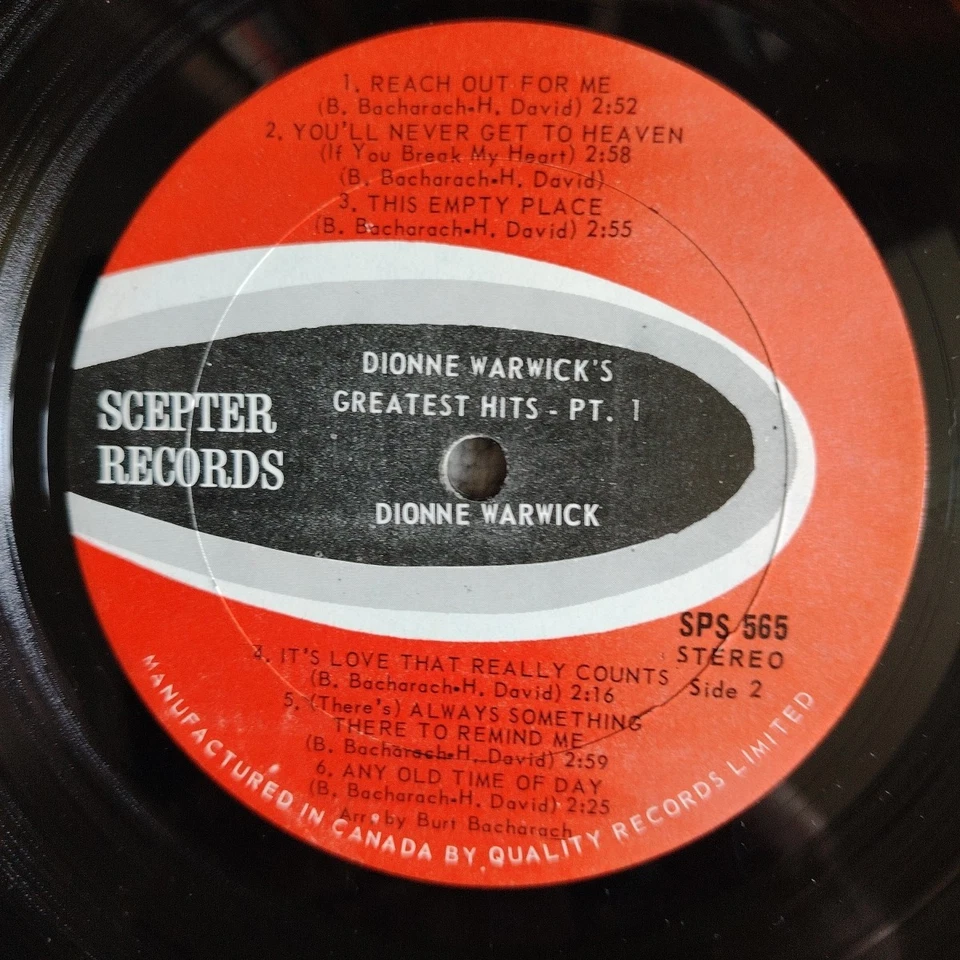 1. REACH OUT FOR ME
(B. Bacharach-H. David) 2:52
2. YOU'LL NEVER GET TO HEAVEN
(If You Break My Heart) 2:58
(B. Bacharach-H. David)
3. THIS EMPTY PLACE
(B. Bacharach-H. David) 2:55
DIONNE WARWICK'S
GREATEST HITS - PT. 1
SCEPTER
RECORDS
DIONNE WARWICK
SPS 565
STEREO
Side 2
4. IT'S LOVE THAT REALLY COUNTS
(B. Bacharach-H. David) 2:16
5. (There's) ALWAYS SOMETHING
THERE TO REMIND ME
(B. Bacharach-H. David) 2:59
6. ANY OLD TIME OF DAY
(B. Bacharach-H. David) 2:25
Arr. by Burt Bacharach
MANUFACTURED IN CANADA BY QUALITY RECORDS LIMITED